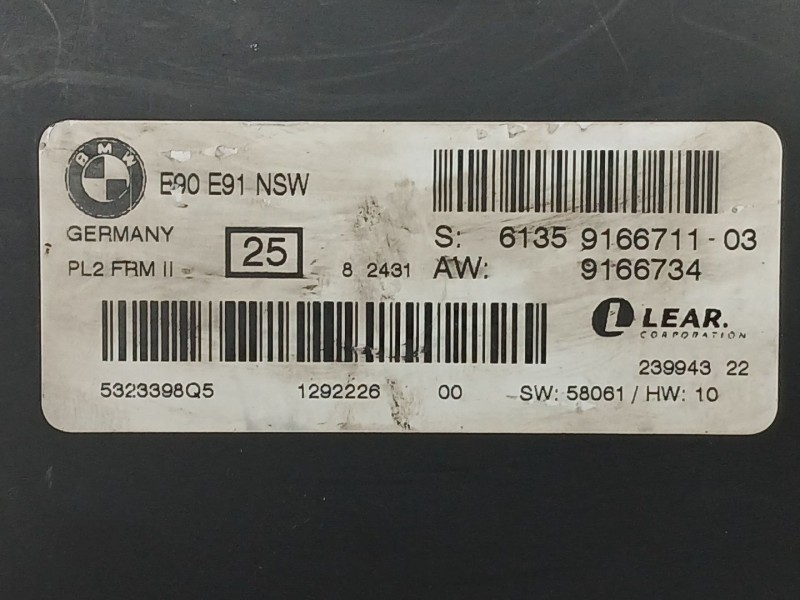 BMW
E90 E91 NSW
GERMANY
25
PL2 FRM II
8 2431
S: 6135 9166711-03
AW: 9166734
LEAR.
CORPORATION
239943 22
5323398Q5 1292226 00 SW: 58061 / HW: 10